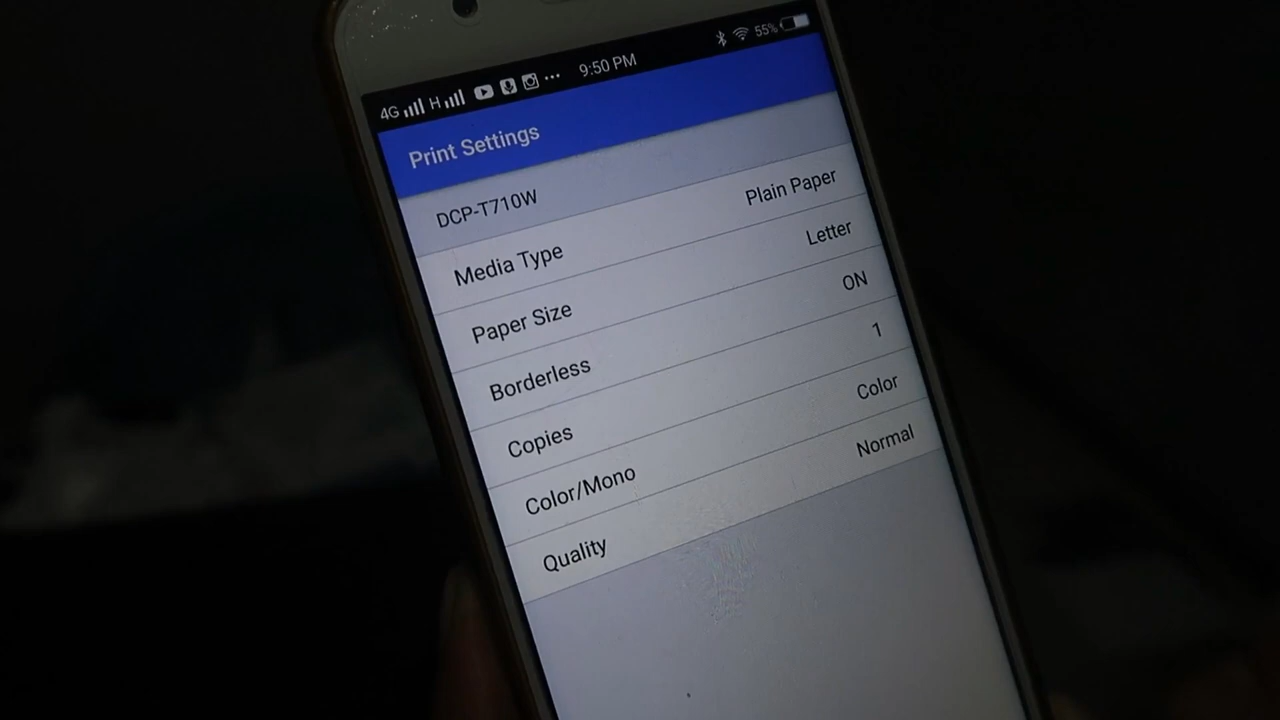 4G H ... 9:50 PM 55%
Print Settings
DCP-T710W
Media Type Plain Paper
Paper Size Letter
Borderless ON
Copies 1
Color/Mono Color
Quality Normal